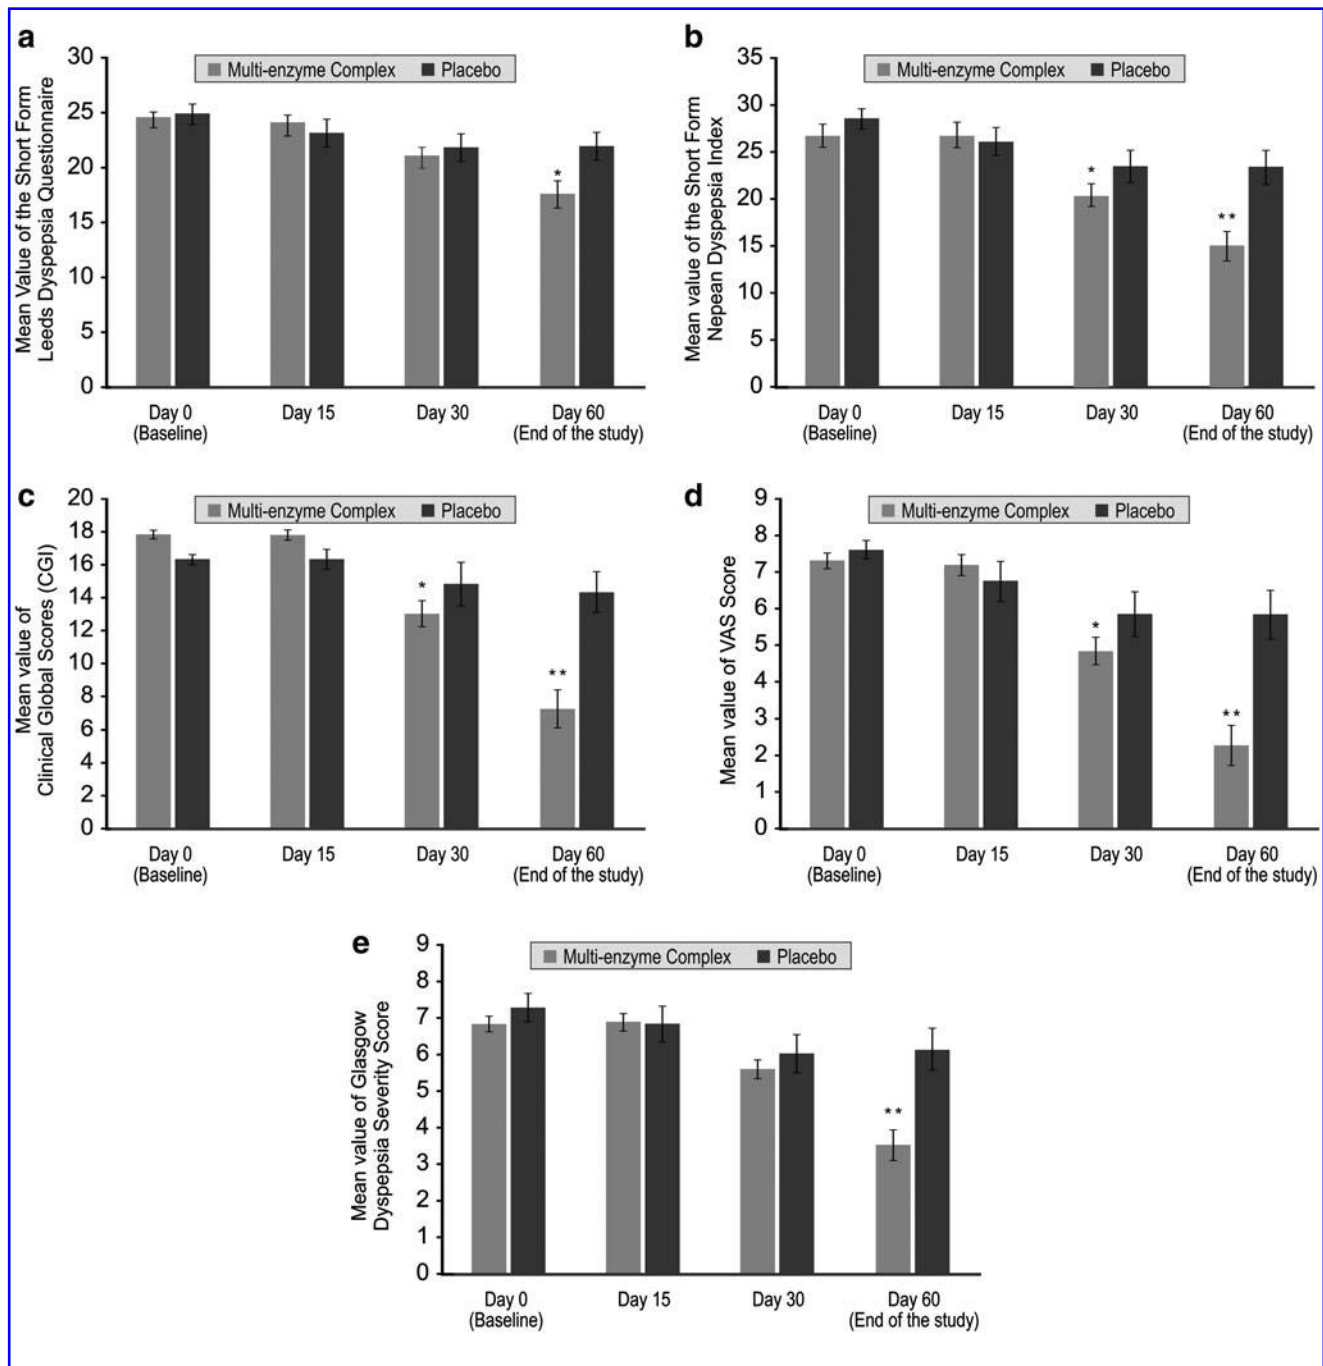 a
Mean Value of the Short Form
Leeds Dyspepsia Questionnaire
30
25
20
15
10
5
0
Multi-enzyme Complex Placebo
*
Day 0 Day 15 Day 30 Day 60
(Baseline) (End of the study)
b
Mean value of the Short Form
Nepean Dyspepsia Index
35
30
25
20
15
10
5
0
Multi-enzyme Complex Placebo
*
**
Day 0 Day 15 Day 30 Day 60
(Baseline) (End of the study)
c
Mean value of
Clinical Global Scores (CGI)
20
18
16
14
12
10
8
6
4
2
0
Multi-enzyme Complex Placebo
*
**
Day 0 Day 15 Day 30 Day 60
(Baseline) (End of the study)
d
Mean value of VAS Score
9
8
7
6
5
4
3
2
1
0
Multi-enzyme Complex Placebo
*
**
Day 0 Day 15 Day 30 Day 60
(Baseline) (End of the study)
e
Mean value of Glasgow
Dyspepsia Severity Score
9
8
7
6
5
4
3
2
1
0
Multi-enzyme Complex Placebo
**
Day 0 Day 15 Day 30 Day 60
(Baseline) (End of the study)